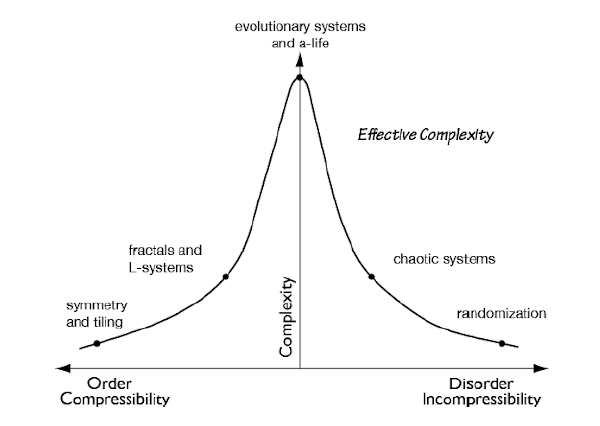 evolutionary systems
and a-life
Effective Complexity
fractals and
L-systems
chaotic systems
symmetry
and tiling
randomization
Complexity
Order
Compressibility
Disorder
Incompressibility